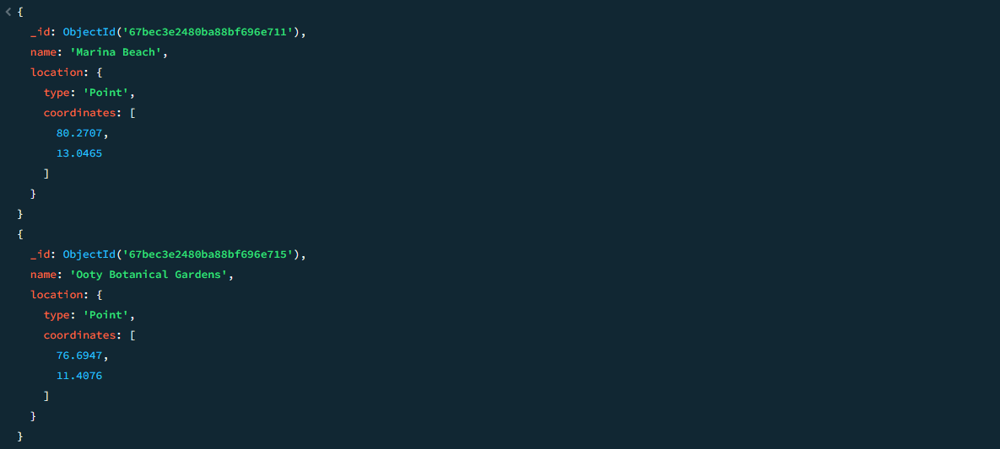 {
  _id: ObjectId('67bec3e2480ba88bf696e711'),
  name: 'Marina Beach',
  location: {
    type: 'Point',
    coordinates: [
      80.2707,
      13.0465
    ]
  }
}
{
  _id: ObjectId('67bec3e2480ba88bf696e715'),
  name: 'Ooty Botanical Gardens',
  location: {
    type: 'Point',
    coordinates: [
      76.6947,
      11.4076
    ]
  }
}